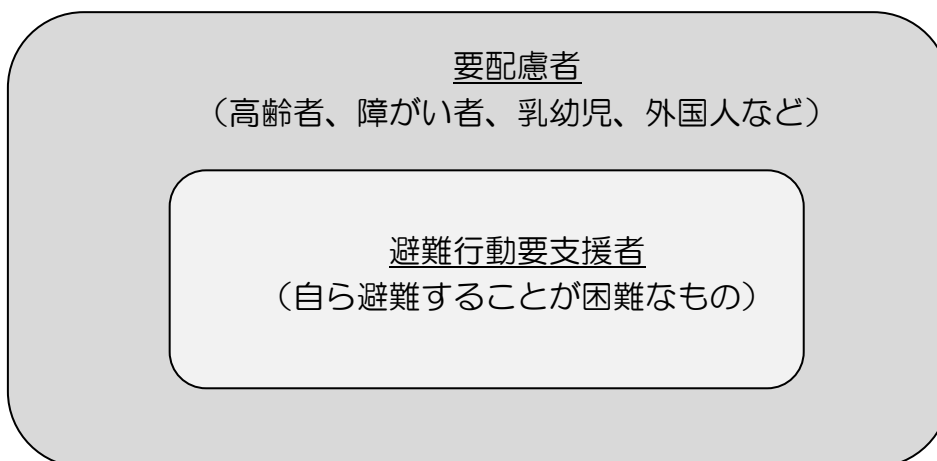 要配慮者
（高齢者、障がい者、乳幼児、外国人など）
避難行動要支援者
（自ら避難することが困難なもの）